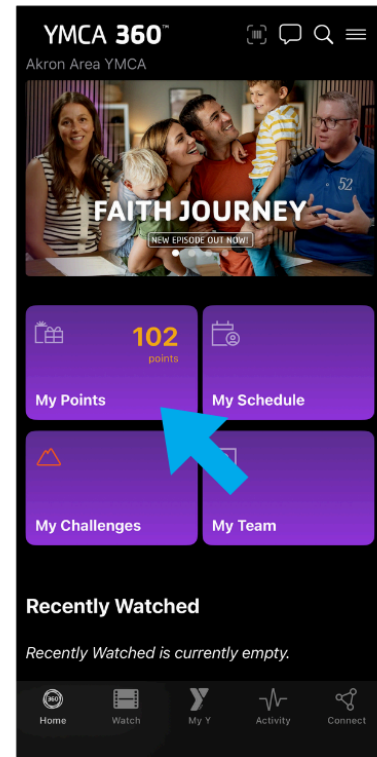 YMCA 360™
Akron Area YMCA
FAITH JOURNEY
52
NEW EPISODE OUT NOW!
102
points
My Points
My Schedule
My Challenges
My Team
Recently Watched
Recently Watched is currently empty.
360
Home
Watch
My Y
Activity
Connect